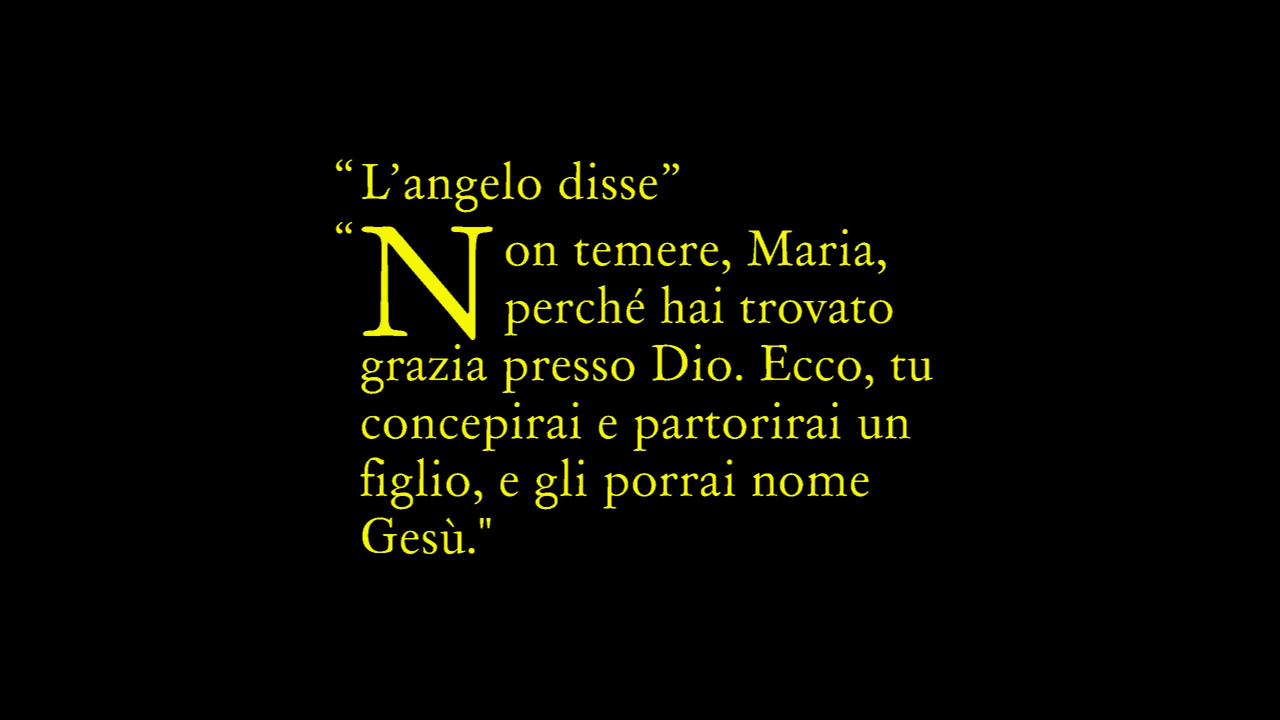 “L’angelo disse”
“Non temere, Maria,
perché hai trovato
grazia presso Dio. Ecco, tu
concepirai e partorirai un
figlio, e gli porrai nome
Gesù."